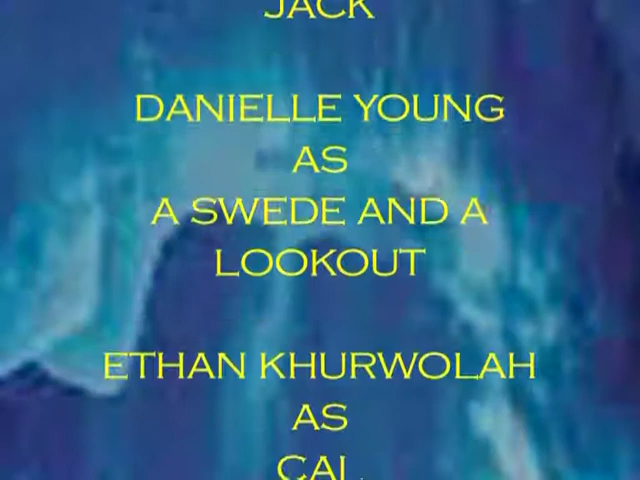 JACK
DANIELLE YOUNG
AS
A SWEDE AND A
LOOKOUT
ETHAN KHURWOLAH
AS
CAL